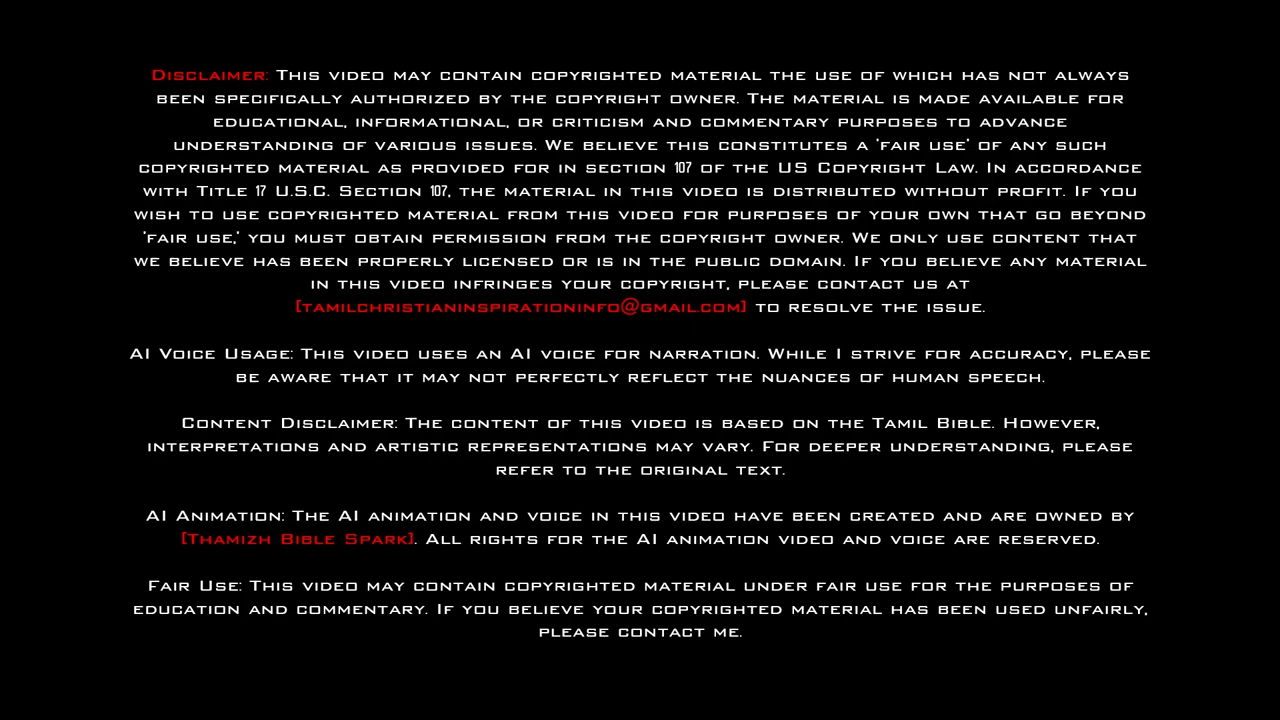 Disclaimer: This video may contain copyrighted material the use of which has not always
been specifically authorized by the copyright owner. The material is made available for
educational, informational, or criticism and commentary purposes to advance
understanding of various issues. We believe this constitutes a 'fair use' of any such
copyrighted material as provided for in section 107 of the US Copyright Law. In accordance
with Title 17 U.S.C. Section 107, the material in this video is distributed without profit. If you
wish to use copyrighted material from this video for purposes of your own that go beyond
'fair use,' you must obtain permission from the copyright owner. We only use content that
we believe has been properly licensed or is in the public domain. If you believe any material
in this video infringes your copyright, please contact us at
[tamilchristianinspirationinfo@gmail.com] to resolve the issue.
AI Voice Usage: This video uses an AI voice for narration. While I strive for accuracy, please
be aware that it may not perfectly reflect the nuances of human speech.
Content Disclaimer: The content of this video is based on the Tamil Bible. However,
interpretations and artistic representations may vary. For deeper understanding, please
refer to the original text.
AI Animation: The AI animation and voice in this video have been created and are owned by
[Thamizh Bible Spark]. All rights for the AI animation video and voice are reserved.
Fair Use: This video may contain copyrighted material under fair use for the purposes of
education and commentary. If you believe your copyrighted material has been used unfairly,
please contact me.